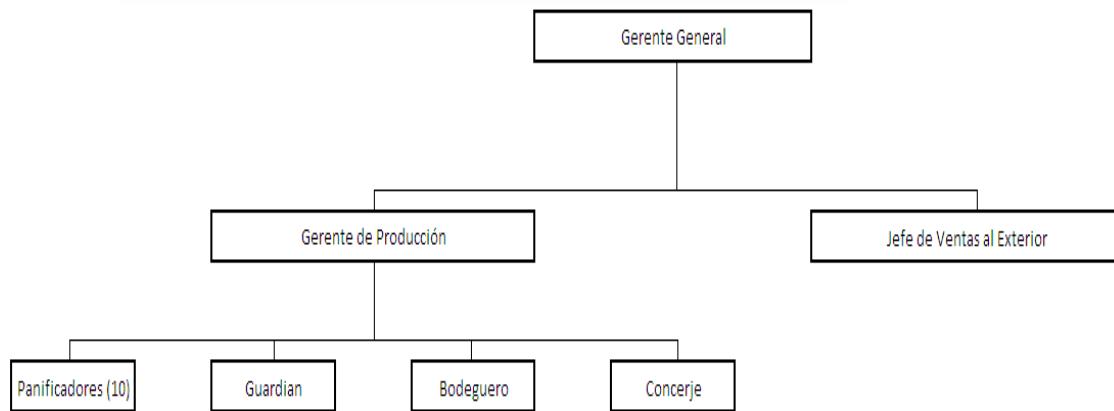 Gerente General
Gerente de Producción
Jefe de Ventas al Exterior
Panificadores (10)
Guardian
Bodeguero
Concerje